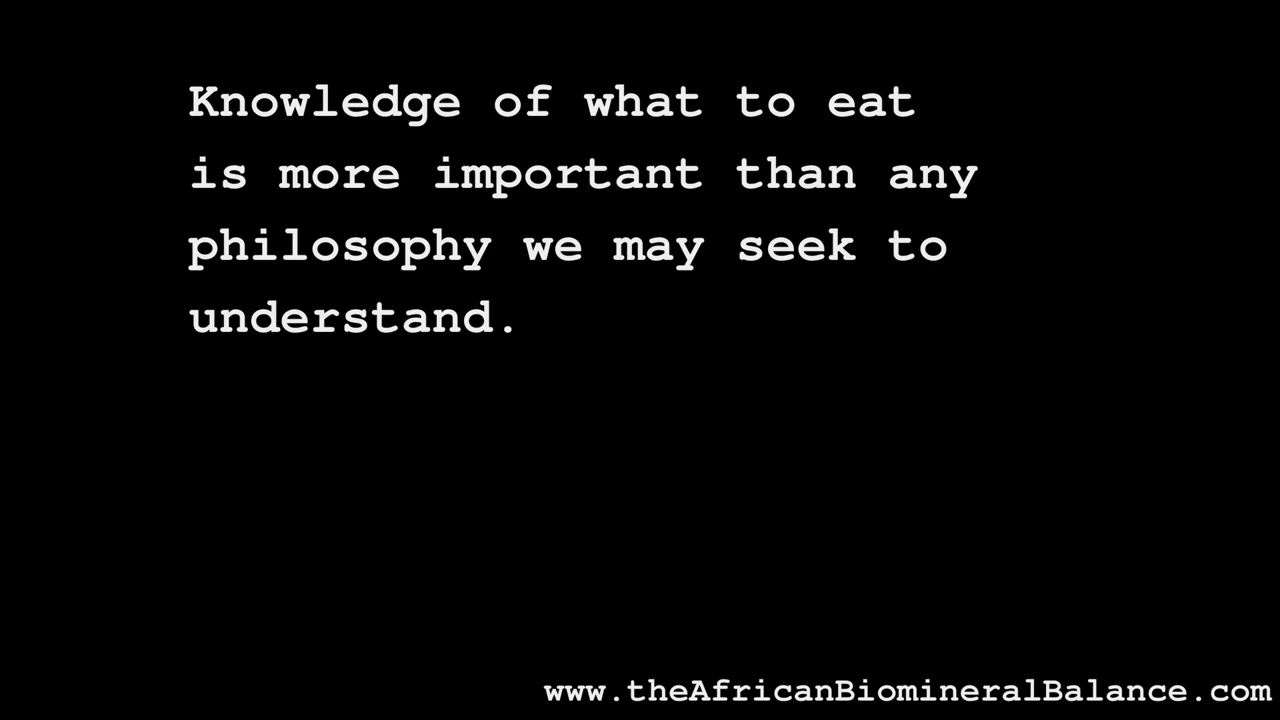 Knowledge of what to eat
is more important than any
philosophy we may seek to
understand.
www.theAfricanBiomineralBalance.com